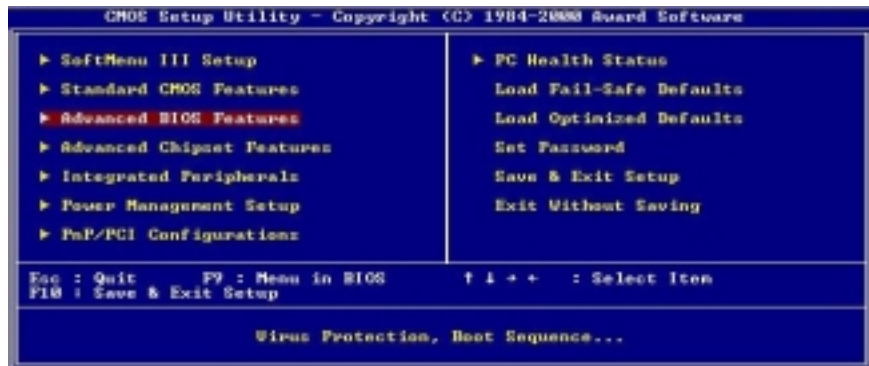 CMOS Setup Utility - Copyright (C) 1984-2000 Award Software
▶ SoftMenu III Setup
▶ Standard CMOS Features
▶ Advanced BIOS Features
▶ Advanced Chipset Features
▶ Integrated Peripherals
▶ Power Management Setup
▶ PnP/PCI Configurations
▶ PC Health Status
Load Fail-Safe Defaults
Load Optimized Defaults
Set Password
Save & Exit Setup
Exit Without Saving
Esc : Quit F9 : Menu in BIOS ↑ ↓ → ← : Select Item
F10 : Save & Exit Setup
Virus Protection, Boot Sequence...